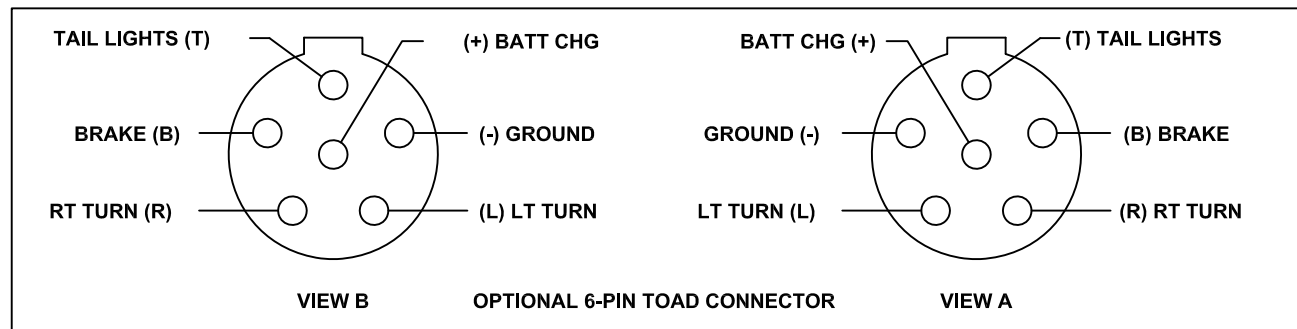 TAIL LIGHTS (T) (+) BATT CHG BATT CHG (+) (T) TAIL LIGHTS
BRAKE (B) (-) GROUND GROUND (-) (B) BRAKE
RT TURN (R) (L) LT TURN LT TURN (L) (R) RT TURN
VIEW B OPTIONAL 6-PIN TOAD CONNECTOR VIEW A